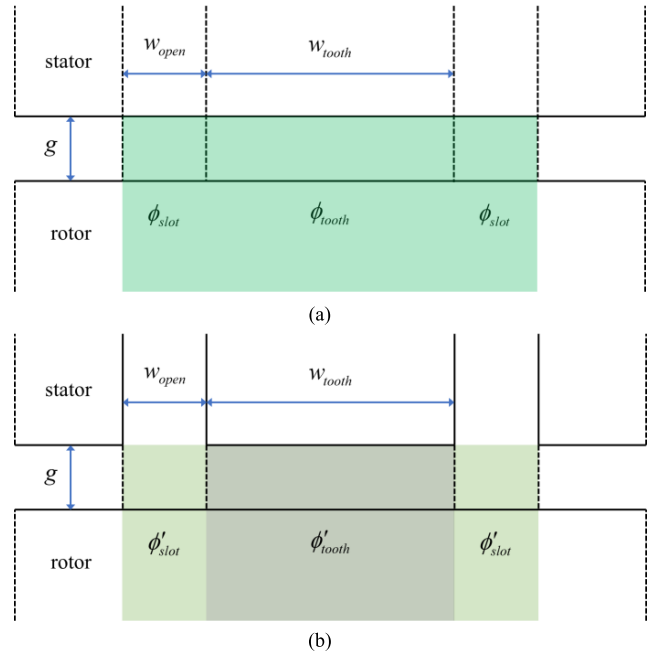 stator
w_open
w_tooth
g
ϕ_slot
ϕ_tooth
ϕ_slot
rotor
(a)
stator
w_open
w_tooth
g
ϕ′_slot
ϕ′_tooth
ϕ′_slot
rotor
(b)